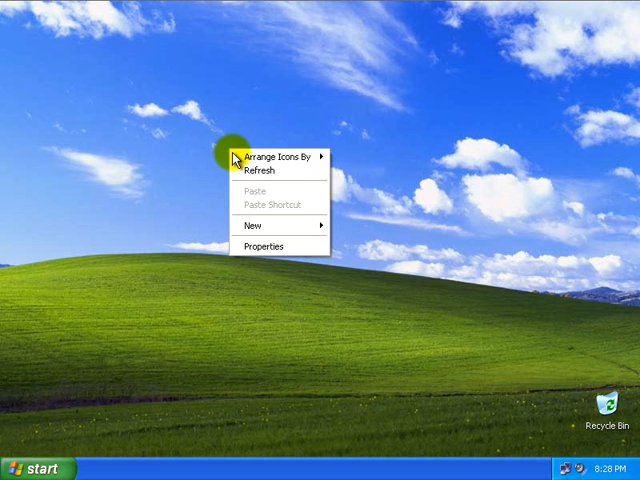 Arrange Icons By
Refresh
Paste
Paste Shortcut
New
Properties
Recycle Bin
start
8:28 PM